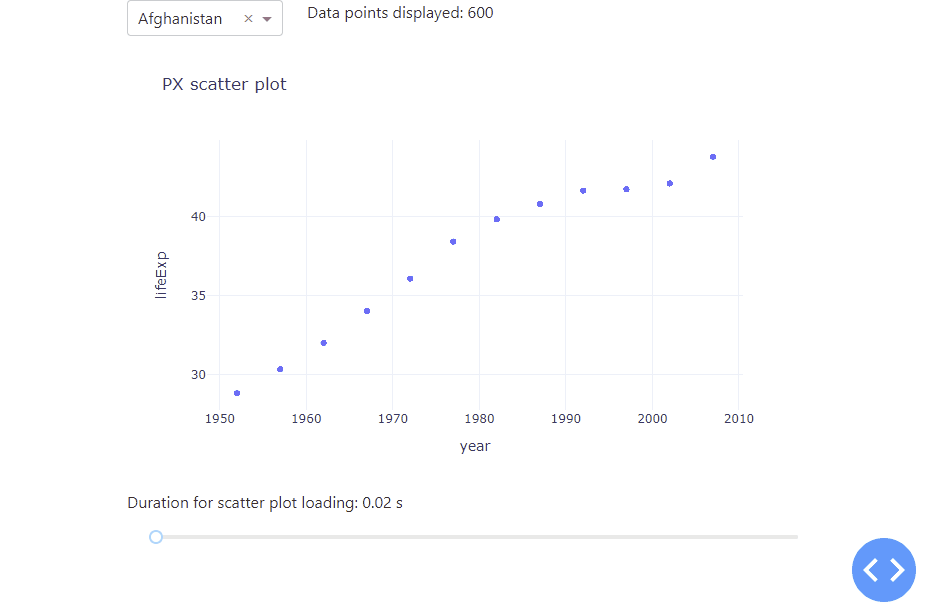 Afghanistan × Data points displayed: 600
PX scatter plot
40
35
30
lifeExp
1950 1960 1970 1980 1990 2000 2010
year
Duration for scatter plot loading: 0.02 s